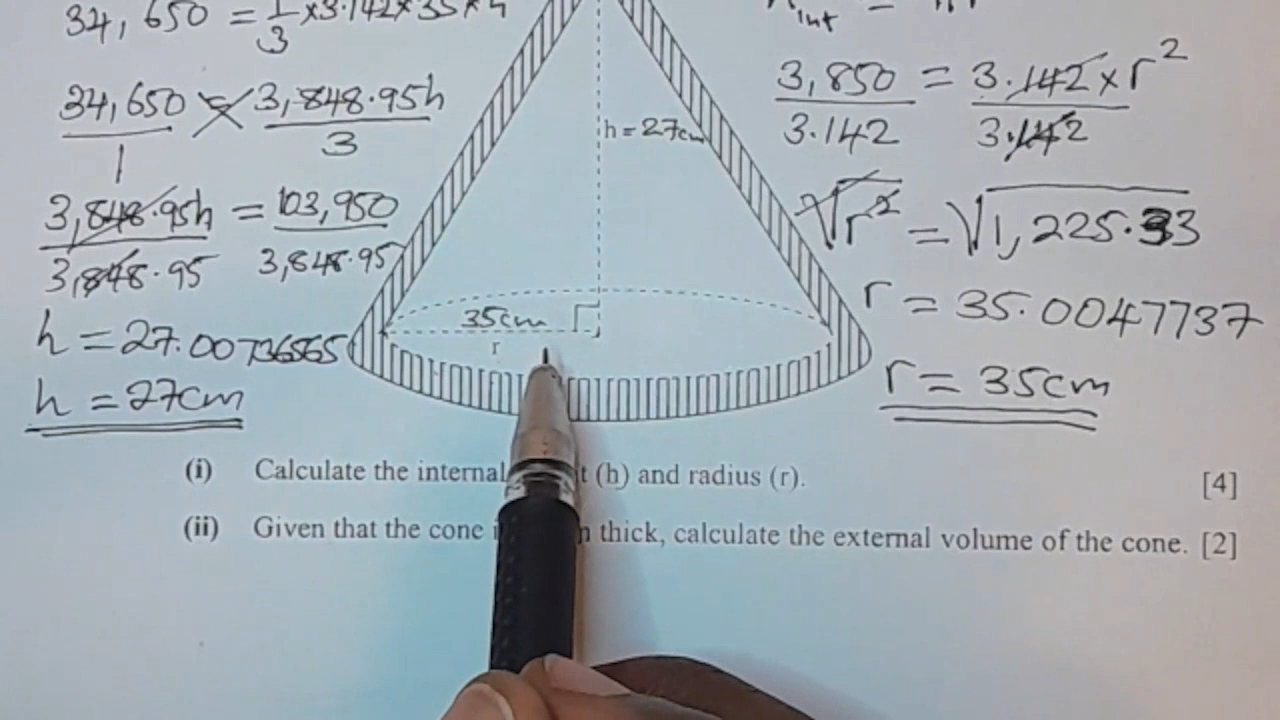 34,650 = 1/3 ×3.142×35×h
34,650/1 = 3,848.95h/3
3,848.95h/3,848.95 = 103,950/3,848.95
h = 27.00736565
h = 27cm
h = 27cm
35cm
r
3,850/3.142 = 3.142×r²/3.142
√r² = √1,225.33
r = 35.0047737
r = 35cm
(i) Calculate the internal (h) and radius (r). [4]
(ii) Given that the cone thick, calculate the external volume of the cone. [2]